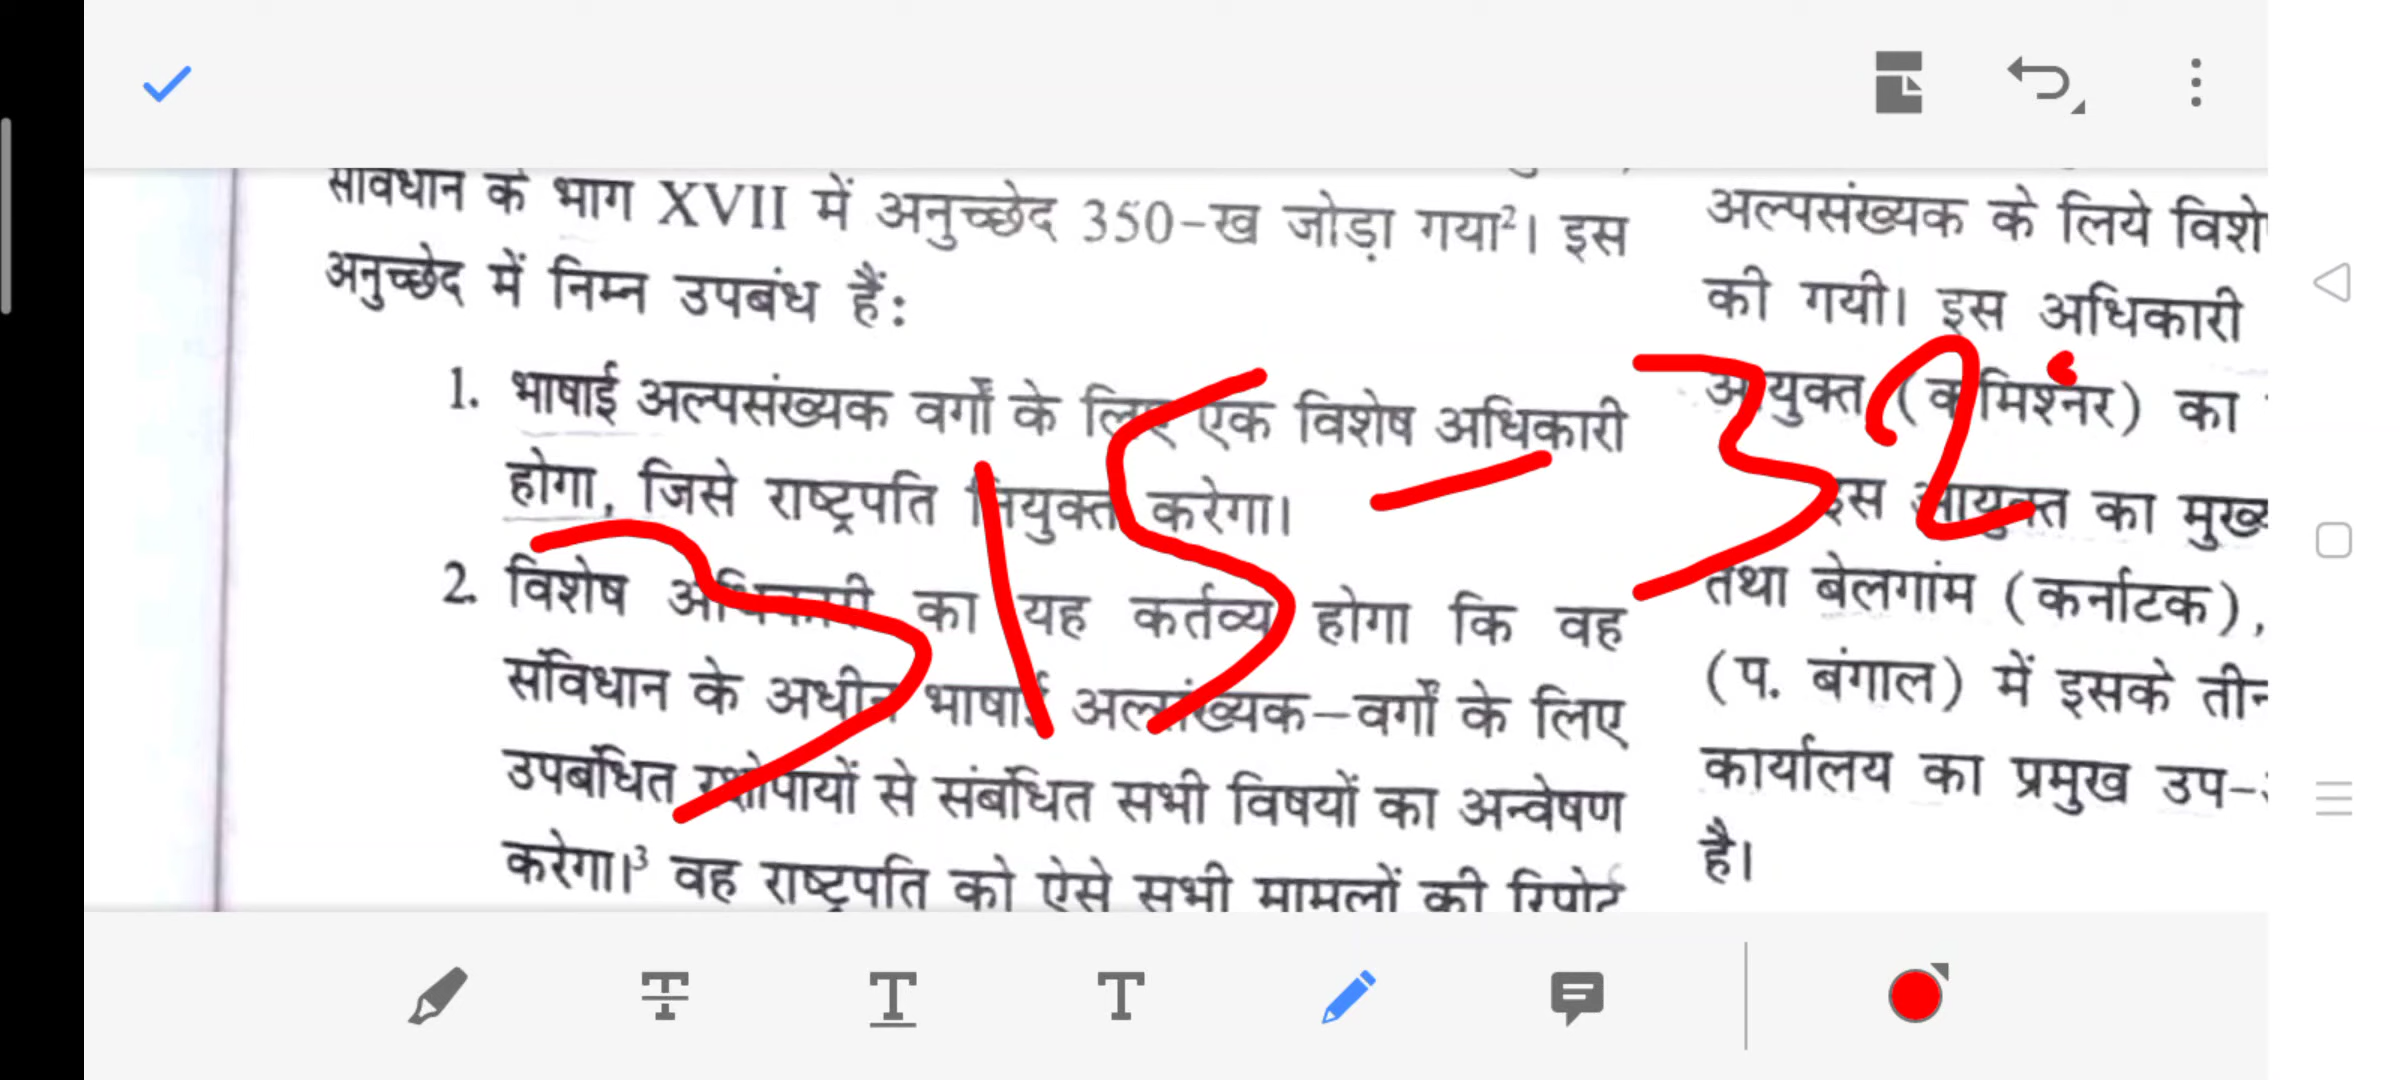 संविधान के भाग XVII में अनुच्छेद 350-ख जोड़ा गया²। इस
अनुच्छेद में निम्न उपबंध हैं:
1. भाषाई अल्पसंख्यक वर्गों के लिए एक विशेष अधिकारी
होगा, जिसे राष्ट्रपति नियुक्त करेगा।
2. विशेष अधिकारी का यह कर्तव्य होगा कि वह
संविधान के अधीन भाषाई अल्पसंख्यक-वर्गों के लिए
उपबंधित रक्षोपायों से संबंधित सभी विषयों का अन्वेषण
करेगा।³ वह राष्ट्रपति को ऐसे सभी मामलों की रिपोर्ट
अल्पसंख्यक के लिये विशे
की गयी। इस अधिकारी
आयुक्त (कमिश्नर) का
इस आयुक्त का मुख्य
तथा बेलगांम (कर्नाटक),
(प. बंगाल) में इसके तीन
कार्यालय का प्रमुख उप-
है।
315 - 32
T T T